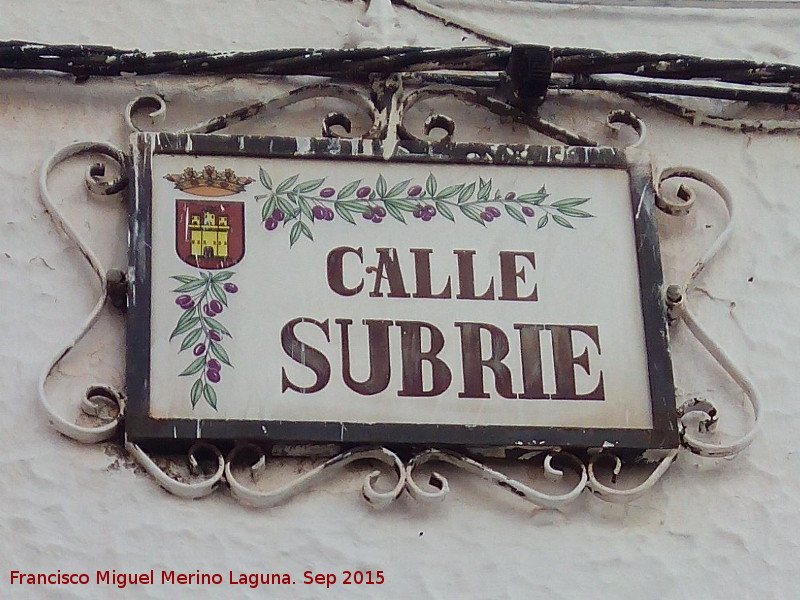 CALLE
SUBRIE
Francisco Miguel Merino Laguna. Sep 2015